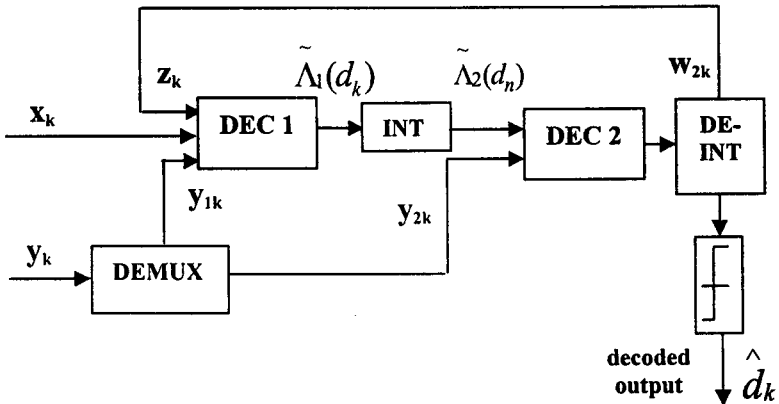 z_k
Λ̃₁(d_k)
Λ̃₂(d_n)
w_2k
x_k
DEC 1
INT
DEC 2
DE-
INT
y_1k
y_2k
y_k
DEMUX
decoded
output
d̂_k